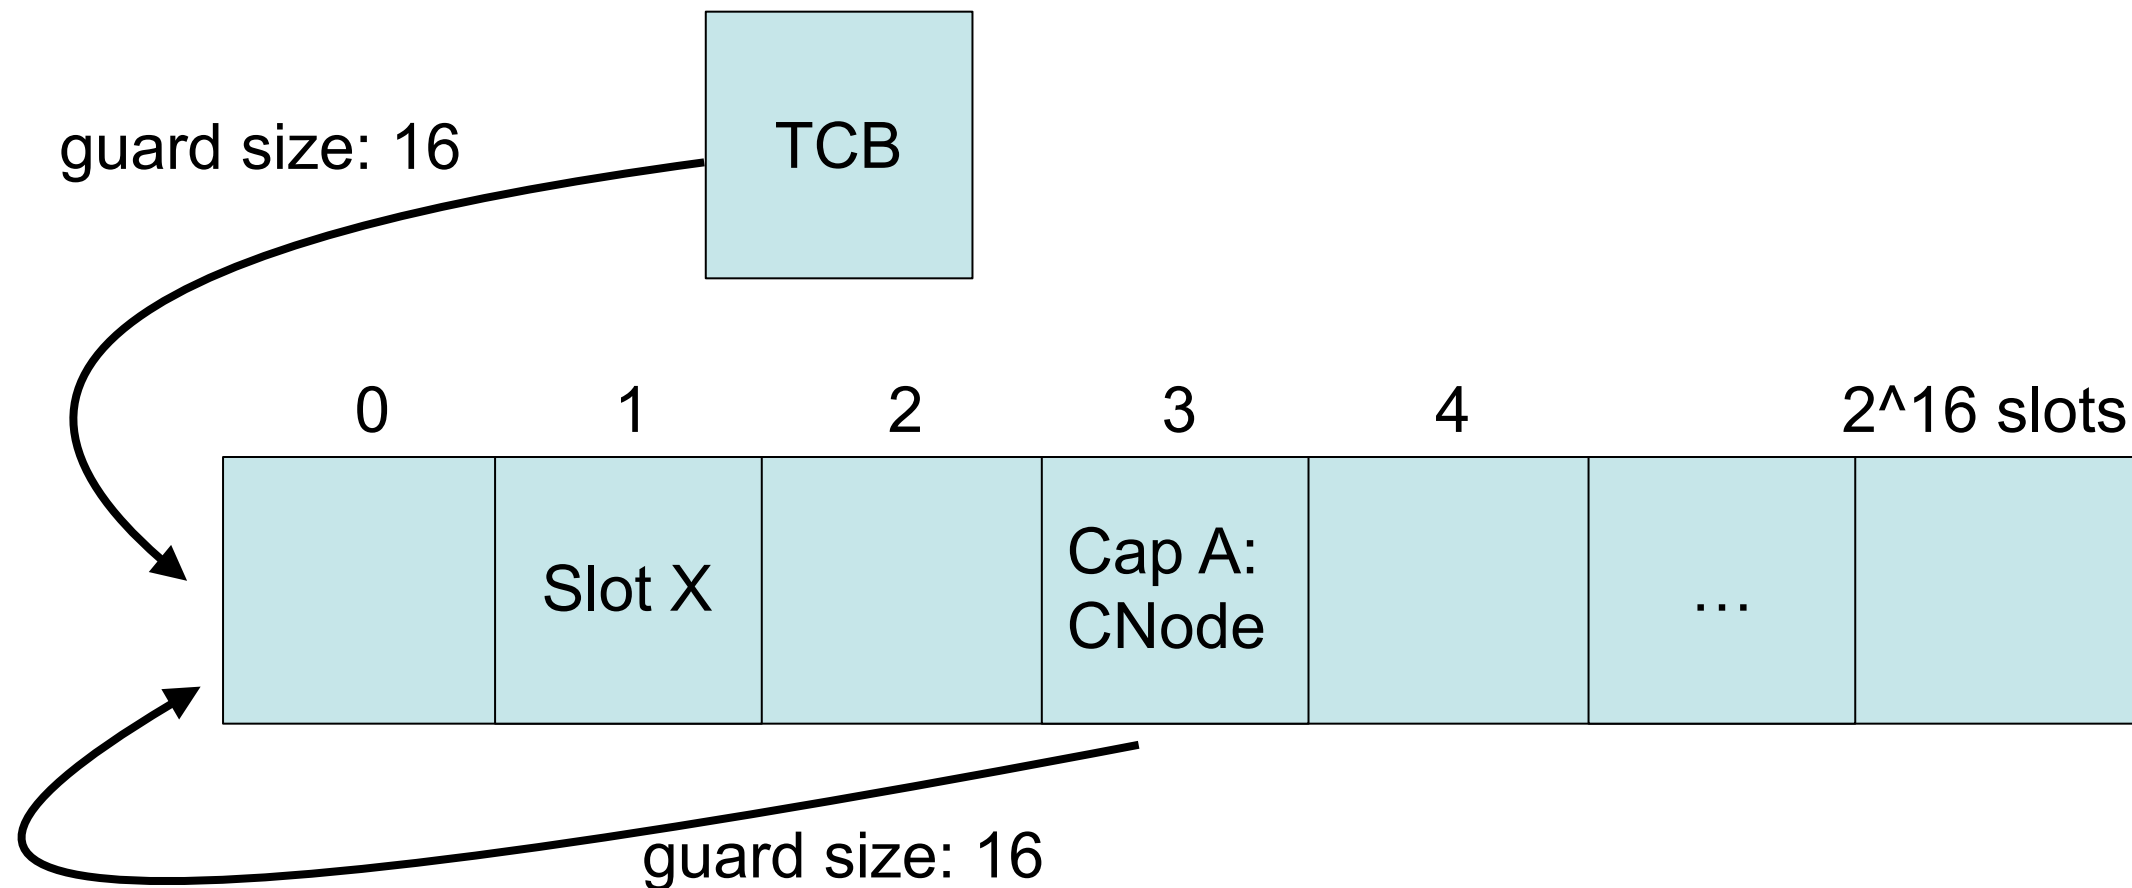 guard size: 16
TCB
0 1 2 3 4 2^16 slots
Slot X
Cap A:
CNode
...
guard size: 16